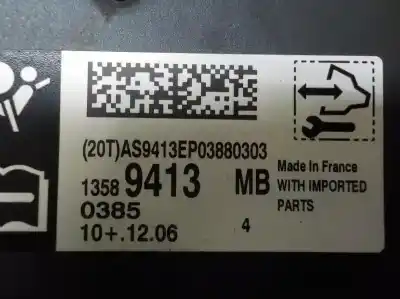 (20T)AS9413EP03880303
1358 9413 MB
0385
10+.12.06 4
Made In France
WITH IMPORTED
PARTS